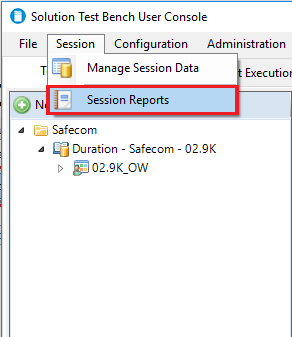 Solution Test Bench User Console
File Session Configuration Administration
Manage Session Data
t Execution
Session Reports
Safecom
Duration - Safecom - 02.9K
02.9K_OW